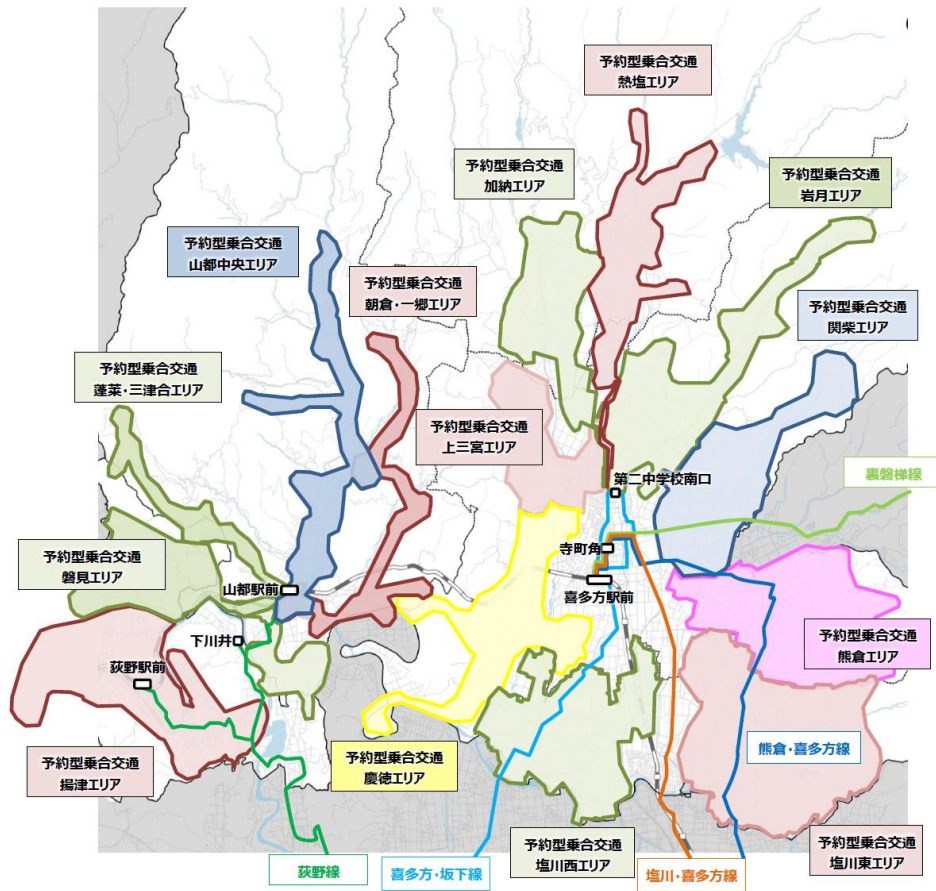 予約型乗合交通
熱塩エリア
予約型乗合交通
加納エリア
予約型乗合交通
岩月エリア
予約型乗合交通
山都中央エリア
予約型乗合交通
朝倉・一郷エリア
予約型乗合交通
関柴エリア
予約型乗合交通
蓬莱・三津合エリア
予約型乗合交通
上三宮エリア
裏磐梯線
第二中学校南口
寺町角
喜多方駅前
予約型乗合交通
磐見エリア
山都駅前
下川井
荻野駅前
予約型乗合交通
熊倉エリア
予約型乗合交通
揚津エリア
予約型乗合交通
慶徳エリア
熊倉・喜多方線
予約型乗合交通
塩川西エリア
予約型乗合交通
塩川東エリア
荻野線
喜多方・坂下線
塩川・喜多方線